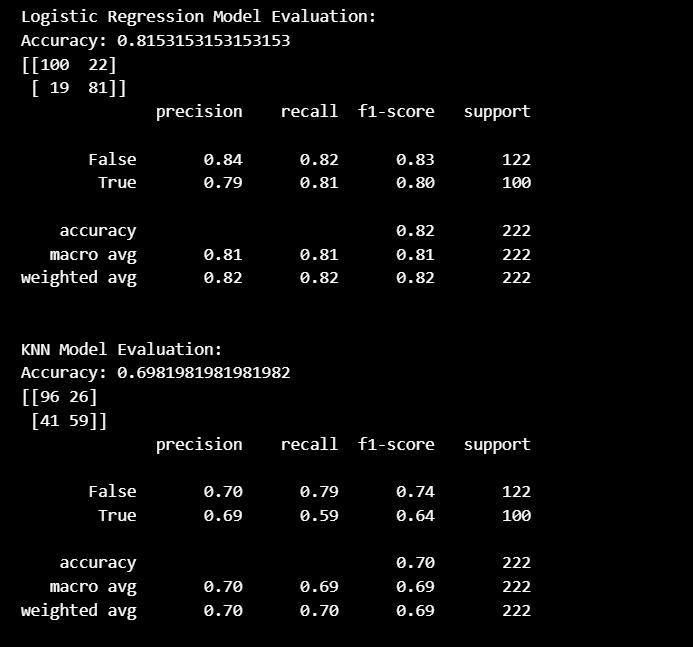 Logistic Regression Model Evaluation:
Accuracy: 0.8153153153153153
[[100  22]
 [ 19  81]]
              precision    recall  f1-score   support

       False       0.84      0.82      0.83       122
        True       0.79      0.81      0.80       100

    accuracy                           0.82       222
   macro avg       0.81      0.81      0.81       222
weighted avg       0.82      0.82      0.82       222

KNN Model Evaluation:
Accuracy: 0.6981981981981982
[[96 26]
 [41 59]]
              precision    recall  f1-score   support

       False       0.70      0.79      0.74       122
        True       0.69      0.59      0.64       100

    accuracy                           0.70       222
   macro avg       0.70      0.69      0.69       222
weighted avg       0.70      0.70      0.69       222